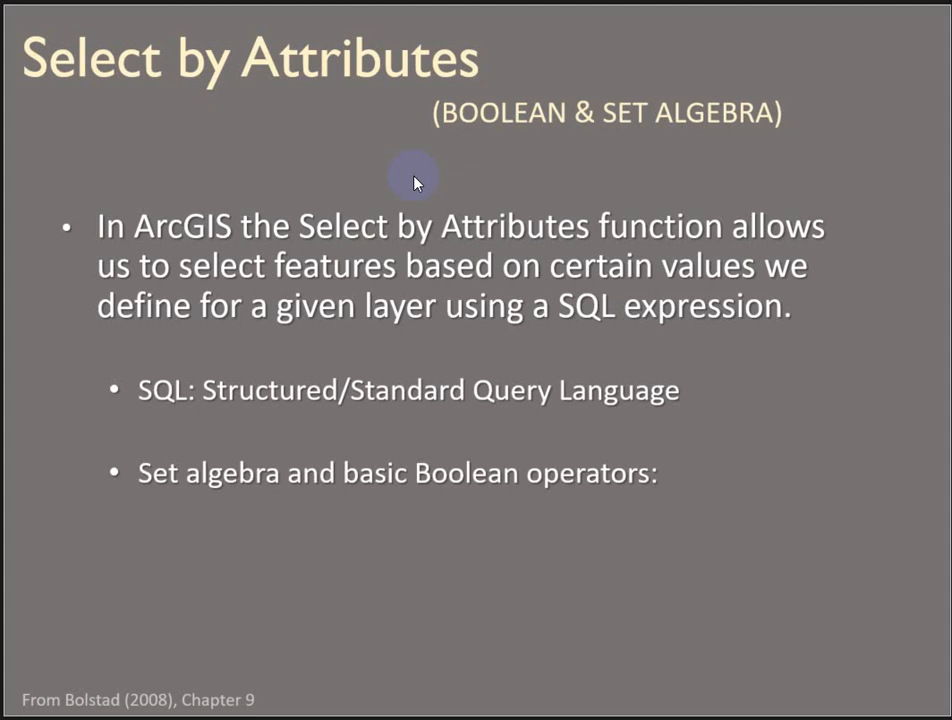 Select by Attributes
(BOOLEAN & SET ALGEBRA)
• In ArcGIS the Select by Attributes function allows
us to select features based on certain values we
define for a given layer using a SQL expression.
• SQL: Structured/Standard Query Language
• Set algebra and basic Boolean operators:
From Bolstad (2008), Chapter 9